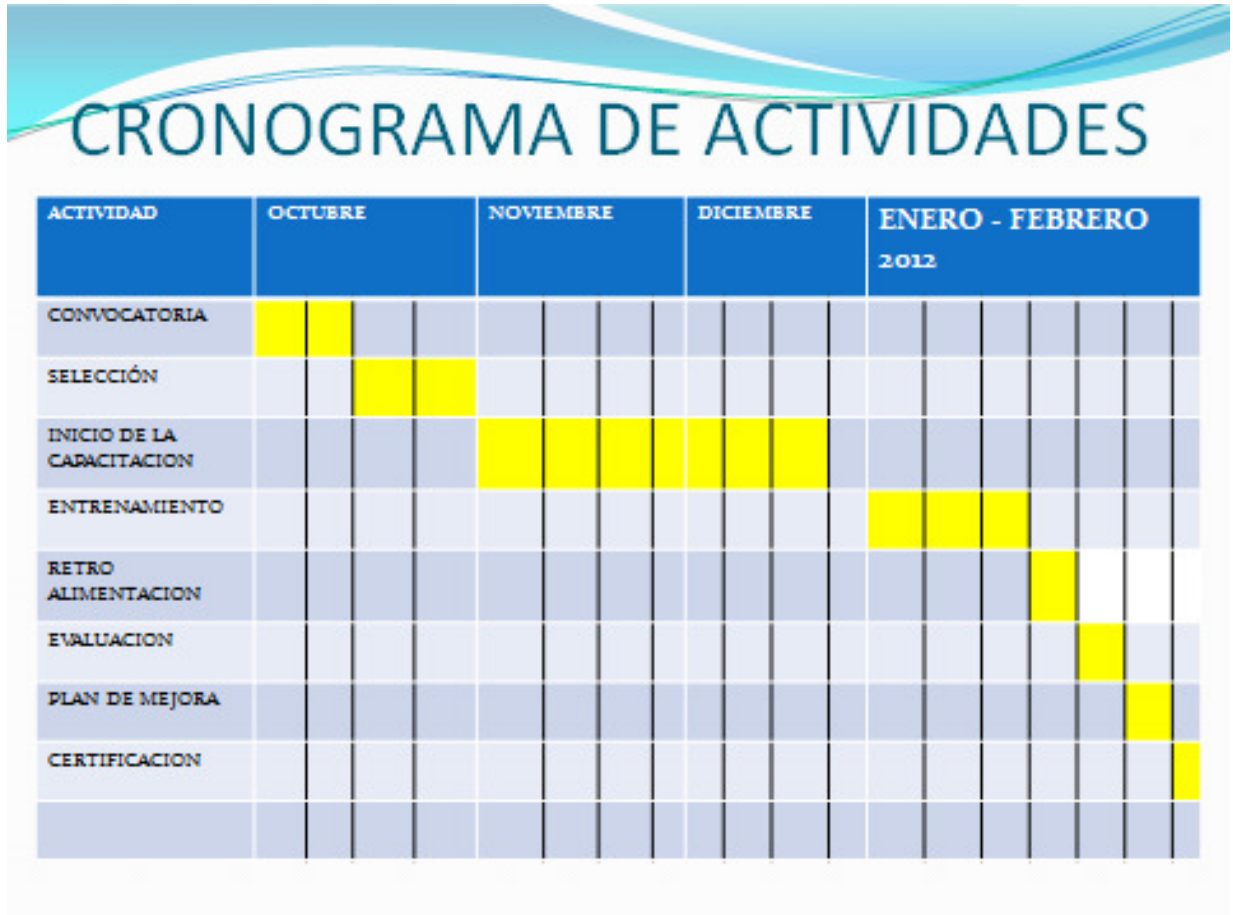 CRONOGRAMA DE ACTIVIDADES
ACTIVIDAD OCTUBRE NOVIEMBRE DICIEMBRE ENERO - FEBRERO
2012
CONVOCATORIA
SELECCIÓN
INICIO DE LA
CAPACITACION
ENTRENAMIENTO
RETRO
ALIMENTACION
EVALUACION
PLAN DE MEJORA
CERTIFICACION